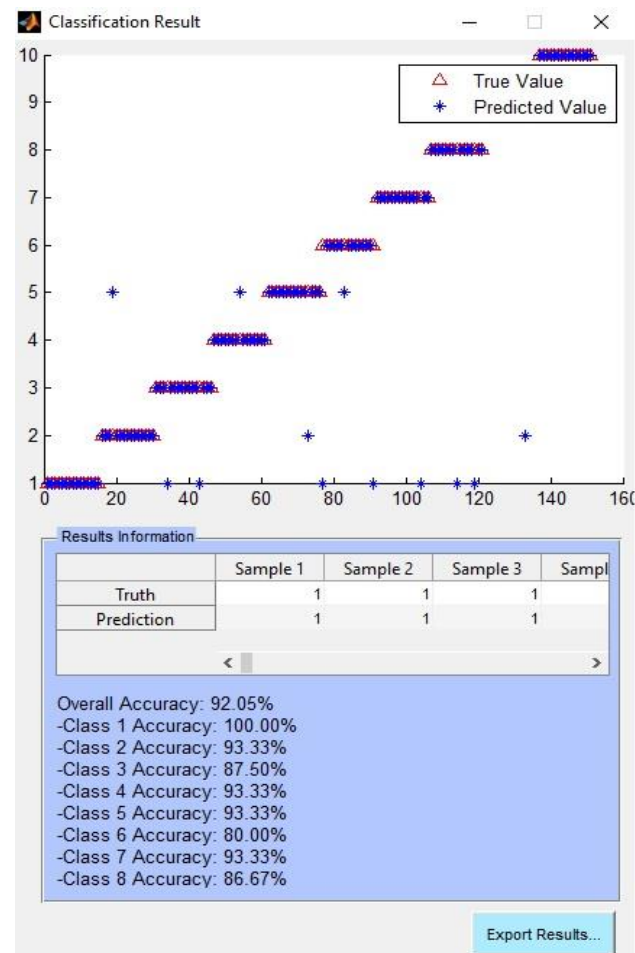 Classification Result
10
9
8
7
6
5
4
3
2
1
True Value
Predicted Value
0 20 40 60 80 100 120 140 160
Results Information
Sample 1 Sample 2 Sample 3 Sampl
Truth 1 1 1
Prediction 1 1 1
Overall Accuracy: 92.05%
-Class 1 Accuracy: 100.00%
-Class 2 Accuracy: 93.33%
-Class 3 Accuracy: 87.50%
-Class 4 Accuracy: 93.33%
-Class 5 Accuracy: 93.33%
-Class 6 Accuracy: 80.00%
-Class 7 Accuracy: 93.33%
-Class 8 Accuracy: 86.67%
Export Results...